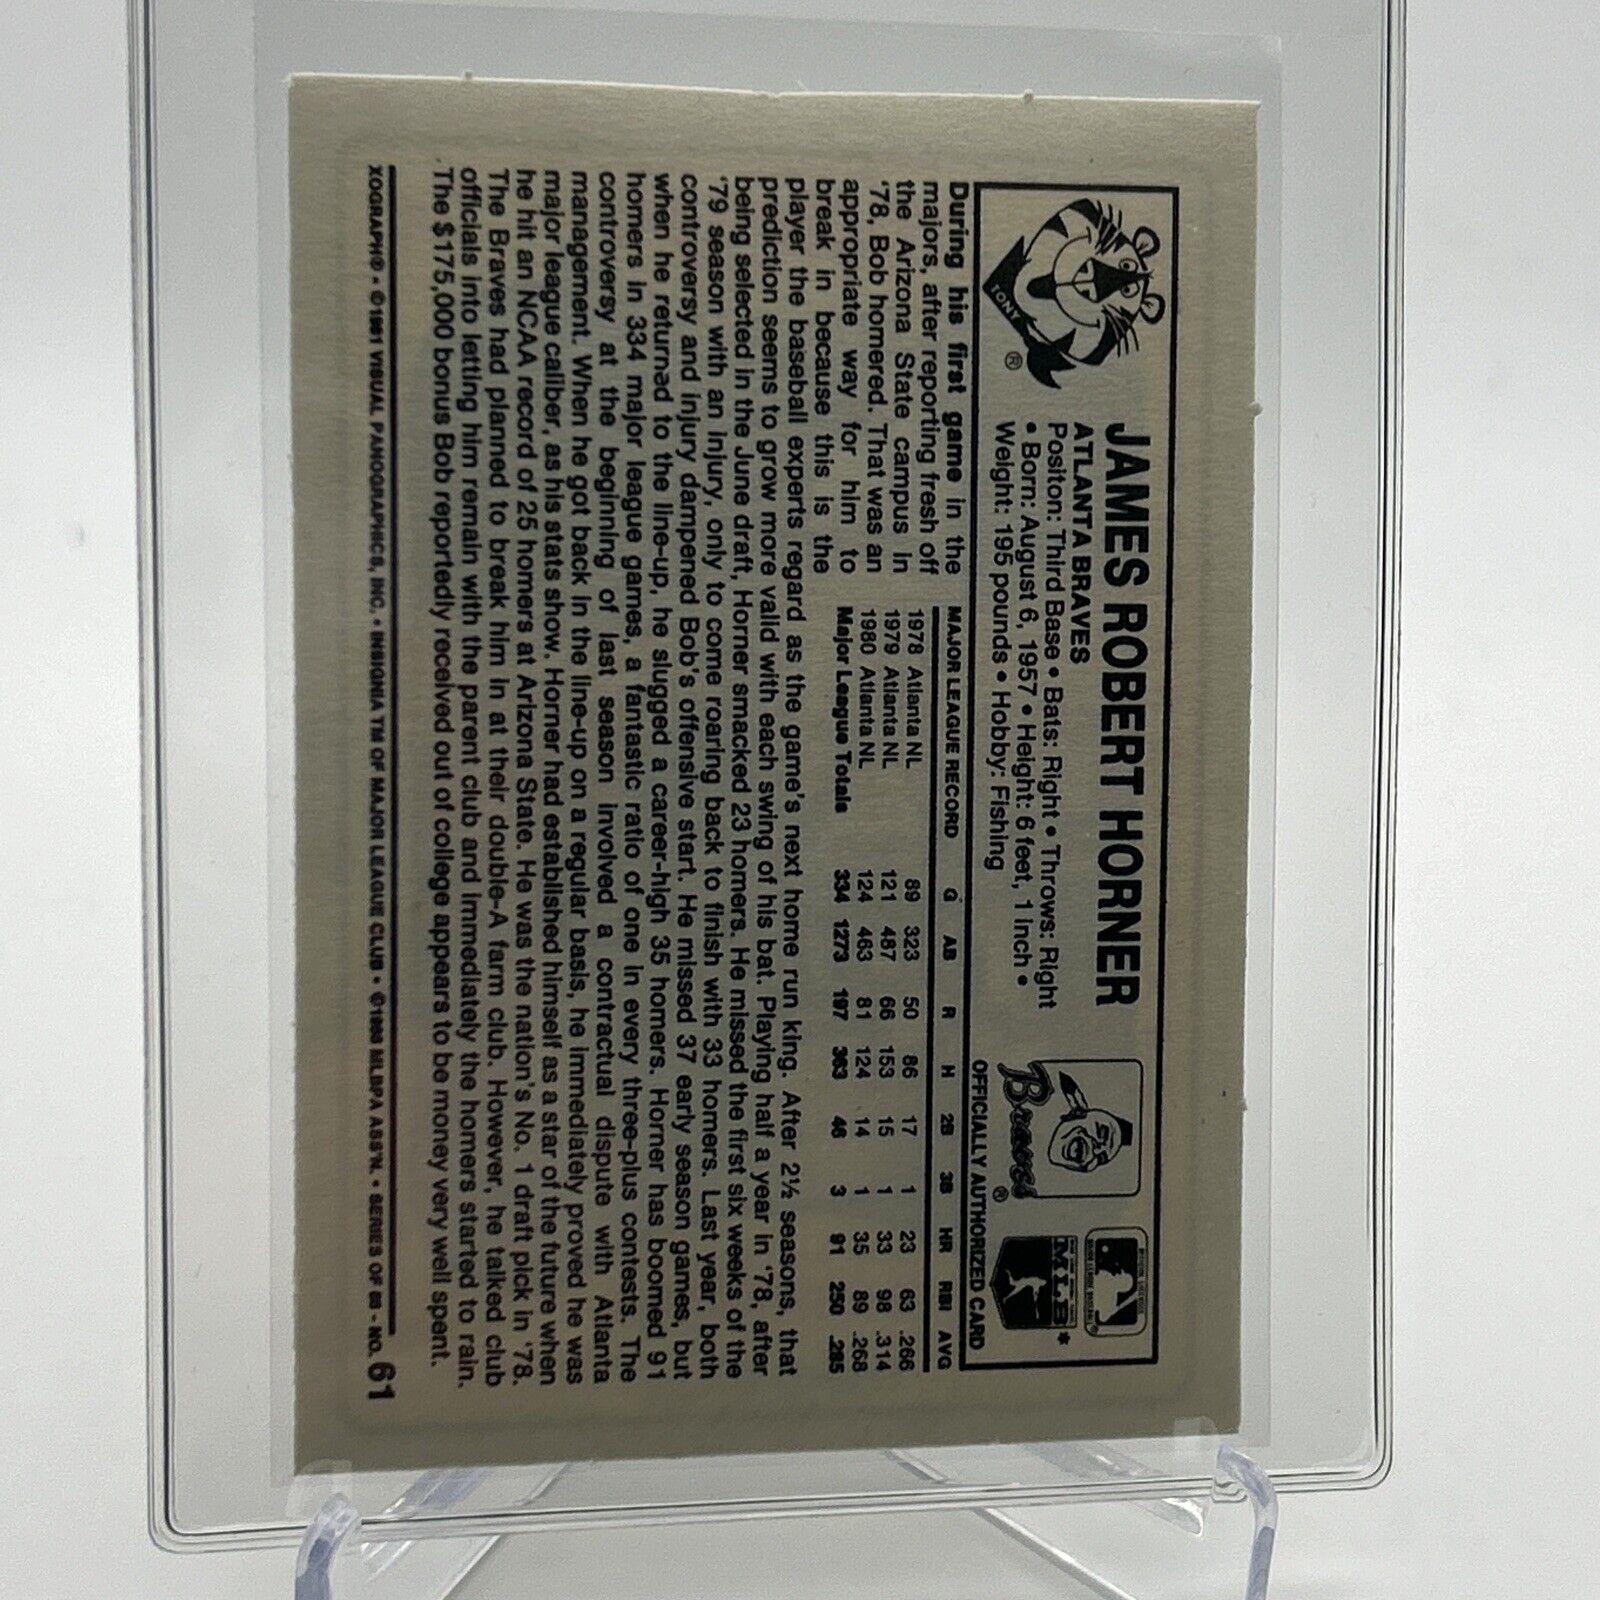 TONY
®
JAMES ROBERT HORNER
ATLANTA BRAVES
Positon: Third Base • Bats: Right • Throws: Right
• Born: August 6, 1957 • Height: 6 feet, 1 inch •
Weight: 195 pounds • Hobby: Fishing
Braves
®
MLB*
OFFICIALLY AUTHORIZED CARD
MAJOR LEAGUE RECORD G AB R H 2B 3B HR RBI AVG
1978 Atlanta NL 89 323 50 86 17 1 23 63 .266
1979 Atlanta NL 121 487 66 153 15 1 33 98 .314
1980 Atlanta NL 124 463 81 124 14 1 35 89 .268
Major League Totals 334 1273 197 363 46 3 91 250 .285
During his first game in the
majors, after reporting fresh off
the Arizona State campus in
'78, Bob homered. That was an
appropriate way for him to
break in because this is the
player the baseball experts regard as the game's next home run king. After 2½ seasons, that
prediction seems to grow more valid with each swing of his bat. Playing half a year in '78, after
being selected in the June draft, Horner smacked 23 homers. He missed the first six weeks of the
'79 season with an injury, only to come roaring back to finish with 33 homers. Last year, both
controversy and injury dampened Bob's offensive start. He missed 37 early season games, but
when he returnad to the line-up, he slugged a career-high 35 homers. Horner has boomed 91
homers in 334 major league games, a fantastic ratio of one in every three-plus contests. The
controversy at the beginning of last season involved a contractual dispute with Atlanta
management. When he got back in the line-up on a regular basis, he immediately proved he was
major league caliber, as his stats show. Horner had established himself as a star of the future when
he hit an NCAA record of 25 homers at Arizona State. He was the nation's No. 1 draft pick in '78.
The Braves had planned to break him in at their double-A farm club. However, he talked club
officials into letting him remain with the parent club and immediately the homers started to rain.
The $175,000 bonus Bob reportedly received out of college appears to be money very well spent.
XOGRAPH® • ©1981 VISUAL PANOGRAPHICS, INC. • INSIGNIA TM OF MAJOR LEAGUE CLUB • ©1983 MLBPA ASS'N. • SERIES OF 66 - NO. 61